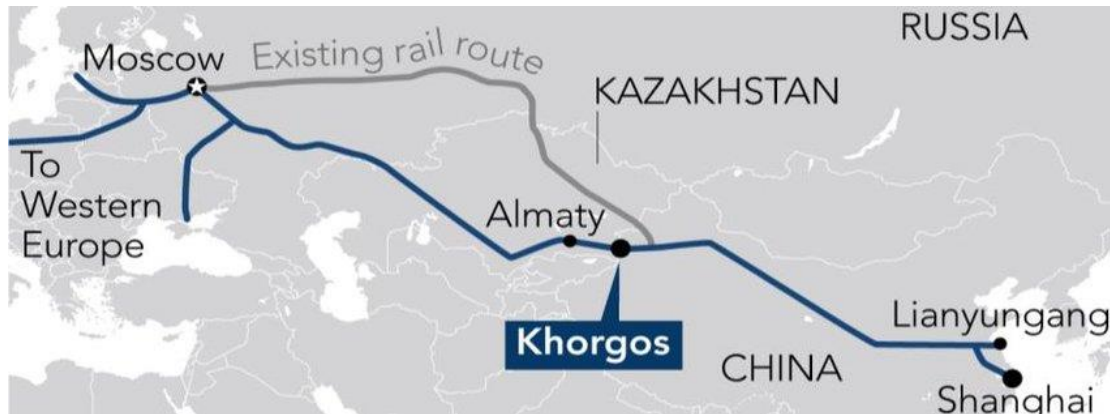 RUSSIA
Moscow
Existing rail route
KAZAKHSTAN
To
Western
Europe
Almaty
Khorgos
Lianyungang
CHINA
Shanghai